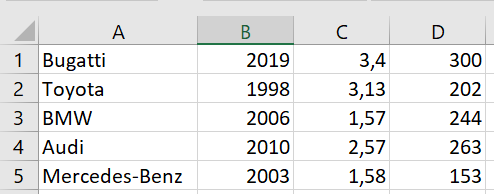 A B C D
1 Bugatti 2019 3,4 300
2 Toyota 1998 3,13 202
3 BMW 2006 1,57 244
4 Audi 2010 2,57 263
5 Mercedes-Benz 2003 1,58 153